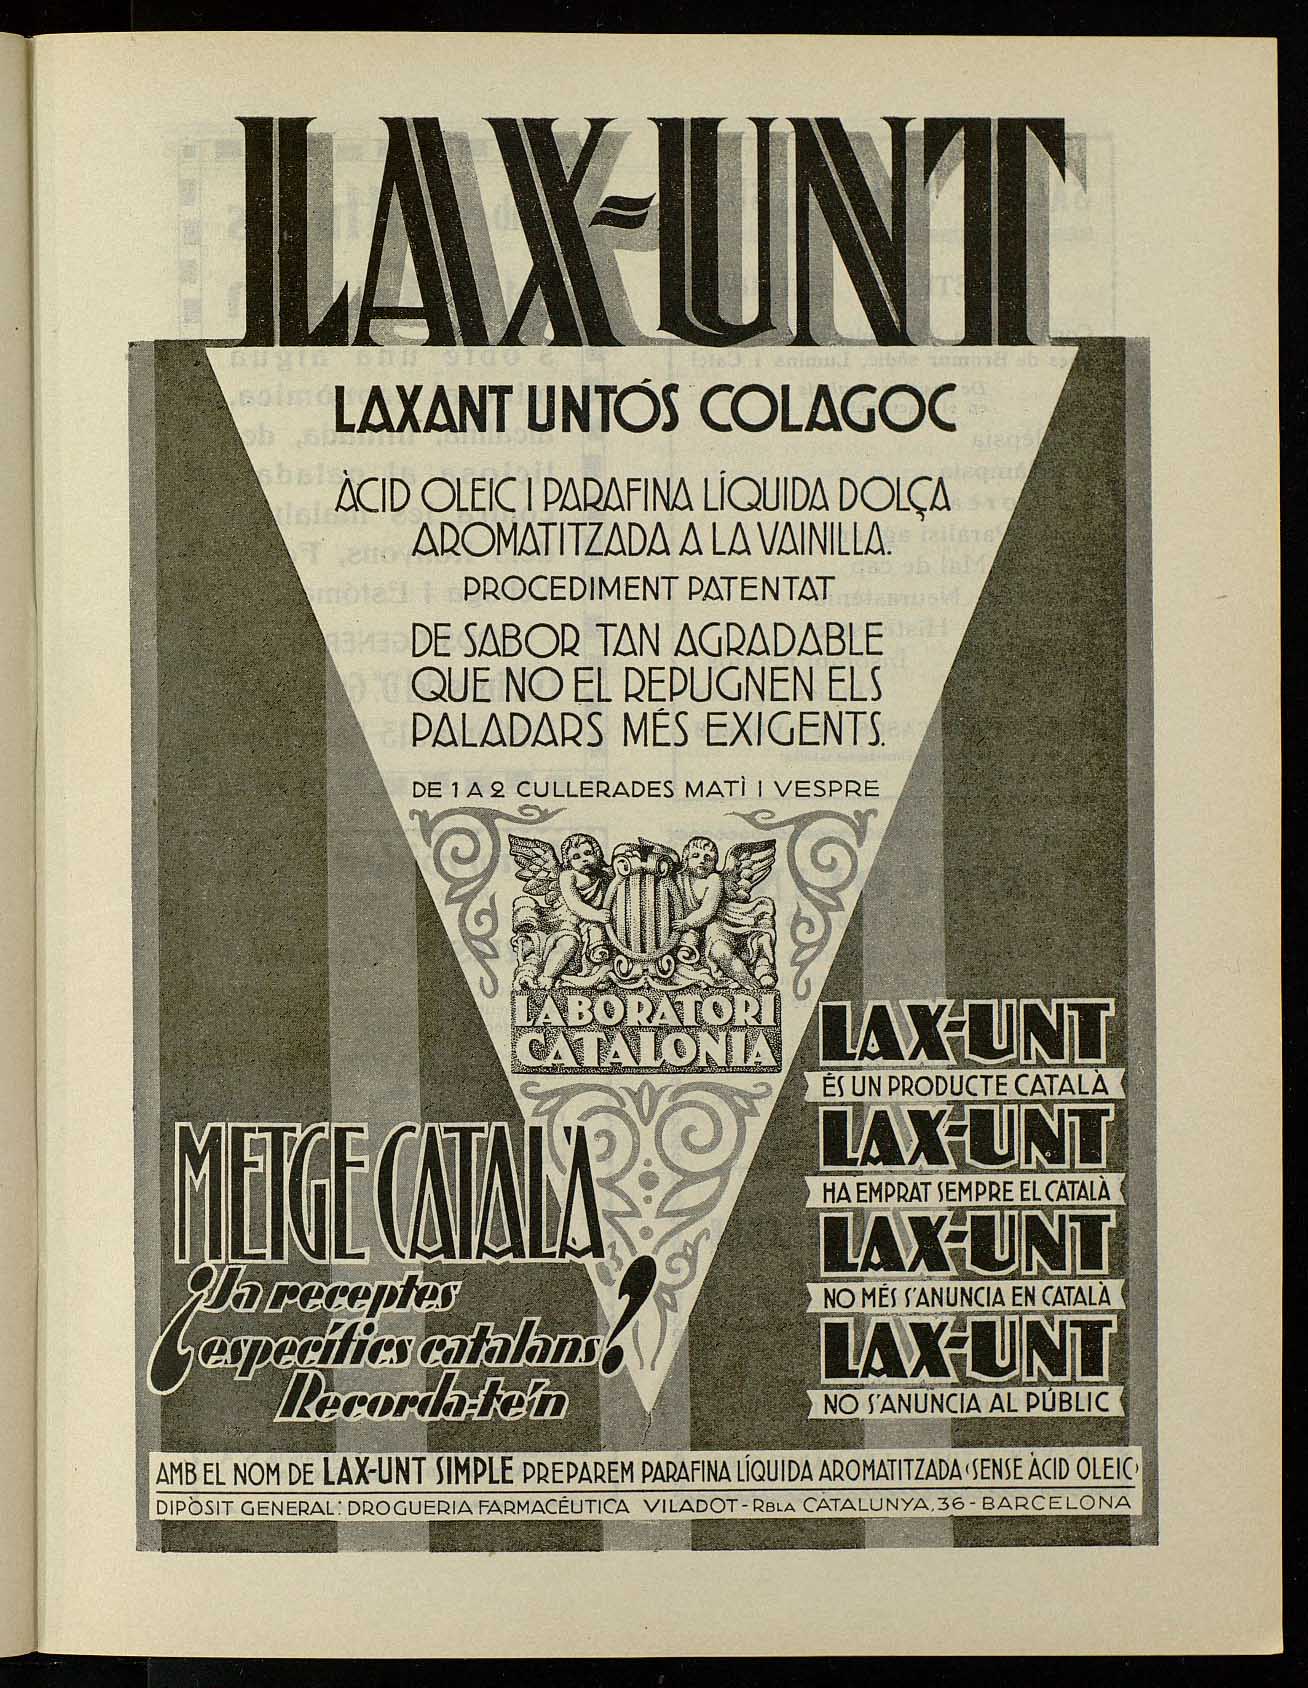 LAX-UNT
LAXANT UNTÓS COLAGOC
ÀCID OLEIC I PARAFINA LÍQUIDA DOLÇA
AROMATITZADA A LA VAINILLA.
PROCEDIMENT PATENTAT
DE SABOR TAN AGRADABLE
QUE NO EL REPUGNEN ELS
PALADARS MÉS EXIGENTS.
DE 1 A 2 CULLERADES MATÌ I VESPRE
LABORATORI
CATALONIA
METGE CATALÀ
¿Ja receptes
específics catalans?
Recorda-te'n
LAX-UNT
ÉS UN PRODUCTE CATALÀ
LAX-UNT
HA EMPRAT SEMPRE EL CATALÀ
LAX-UNT
NO MÉS S'ANUNCIA EN CATALÀ
LAX-UNT
NO S'ANUNCIA AL PÚBLIC
AMB EL NOM DE LAX-UNT SIMPLE PREPAREM PARAFINA LÍQUIDA AROMATITZADA (SENSE ÀCID OLEIC)
DIPÒSIT GENERAL: DROGUERIA FARMACÉUTICA VILADOT - RBLA CATALUNYA, 36 - BARCELONA